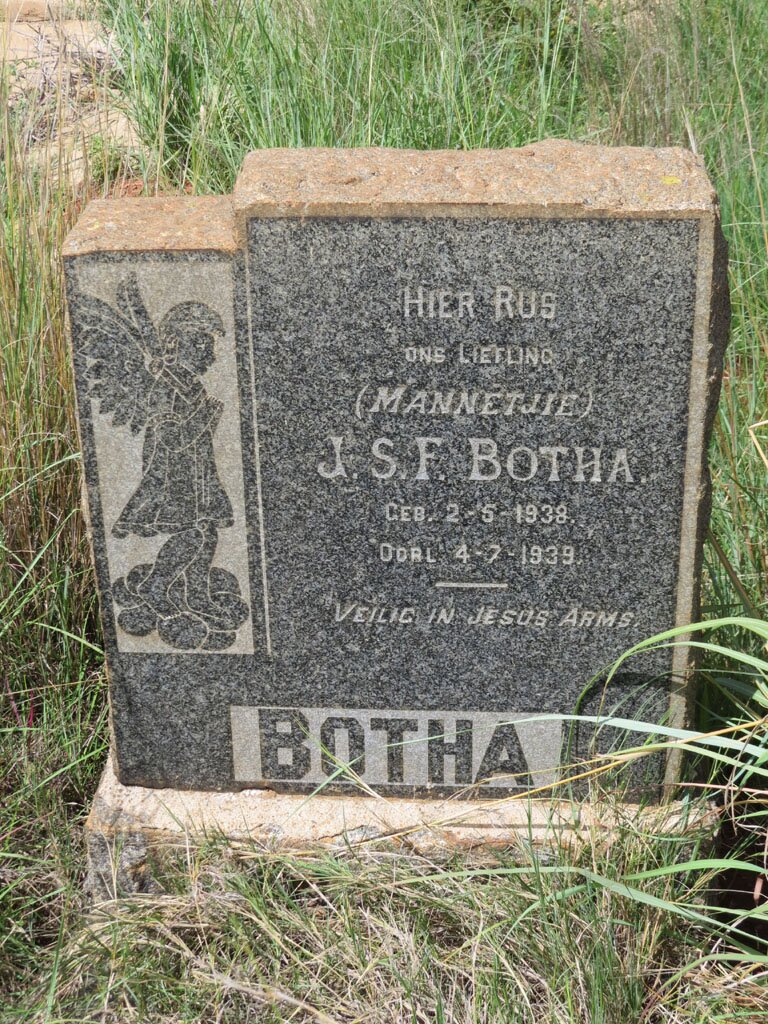 HIER RUS
ONS LIEFLING
(MANNETJIE)
J. S. F. BOTHA.
GEB. 2-5-1938.
OORL. 4-7-1939.
VEILIG IN JESUS ARMS.
BOTHA